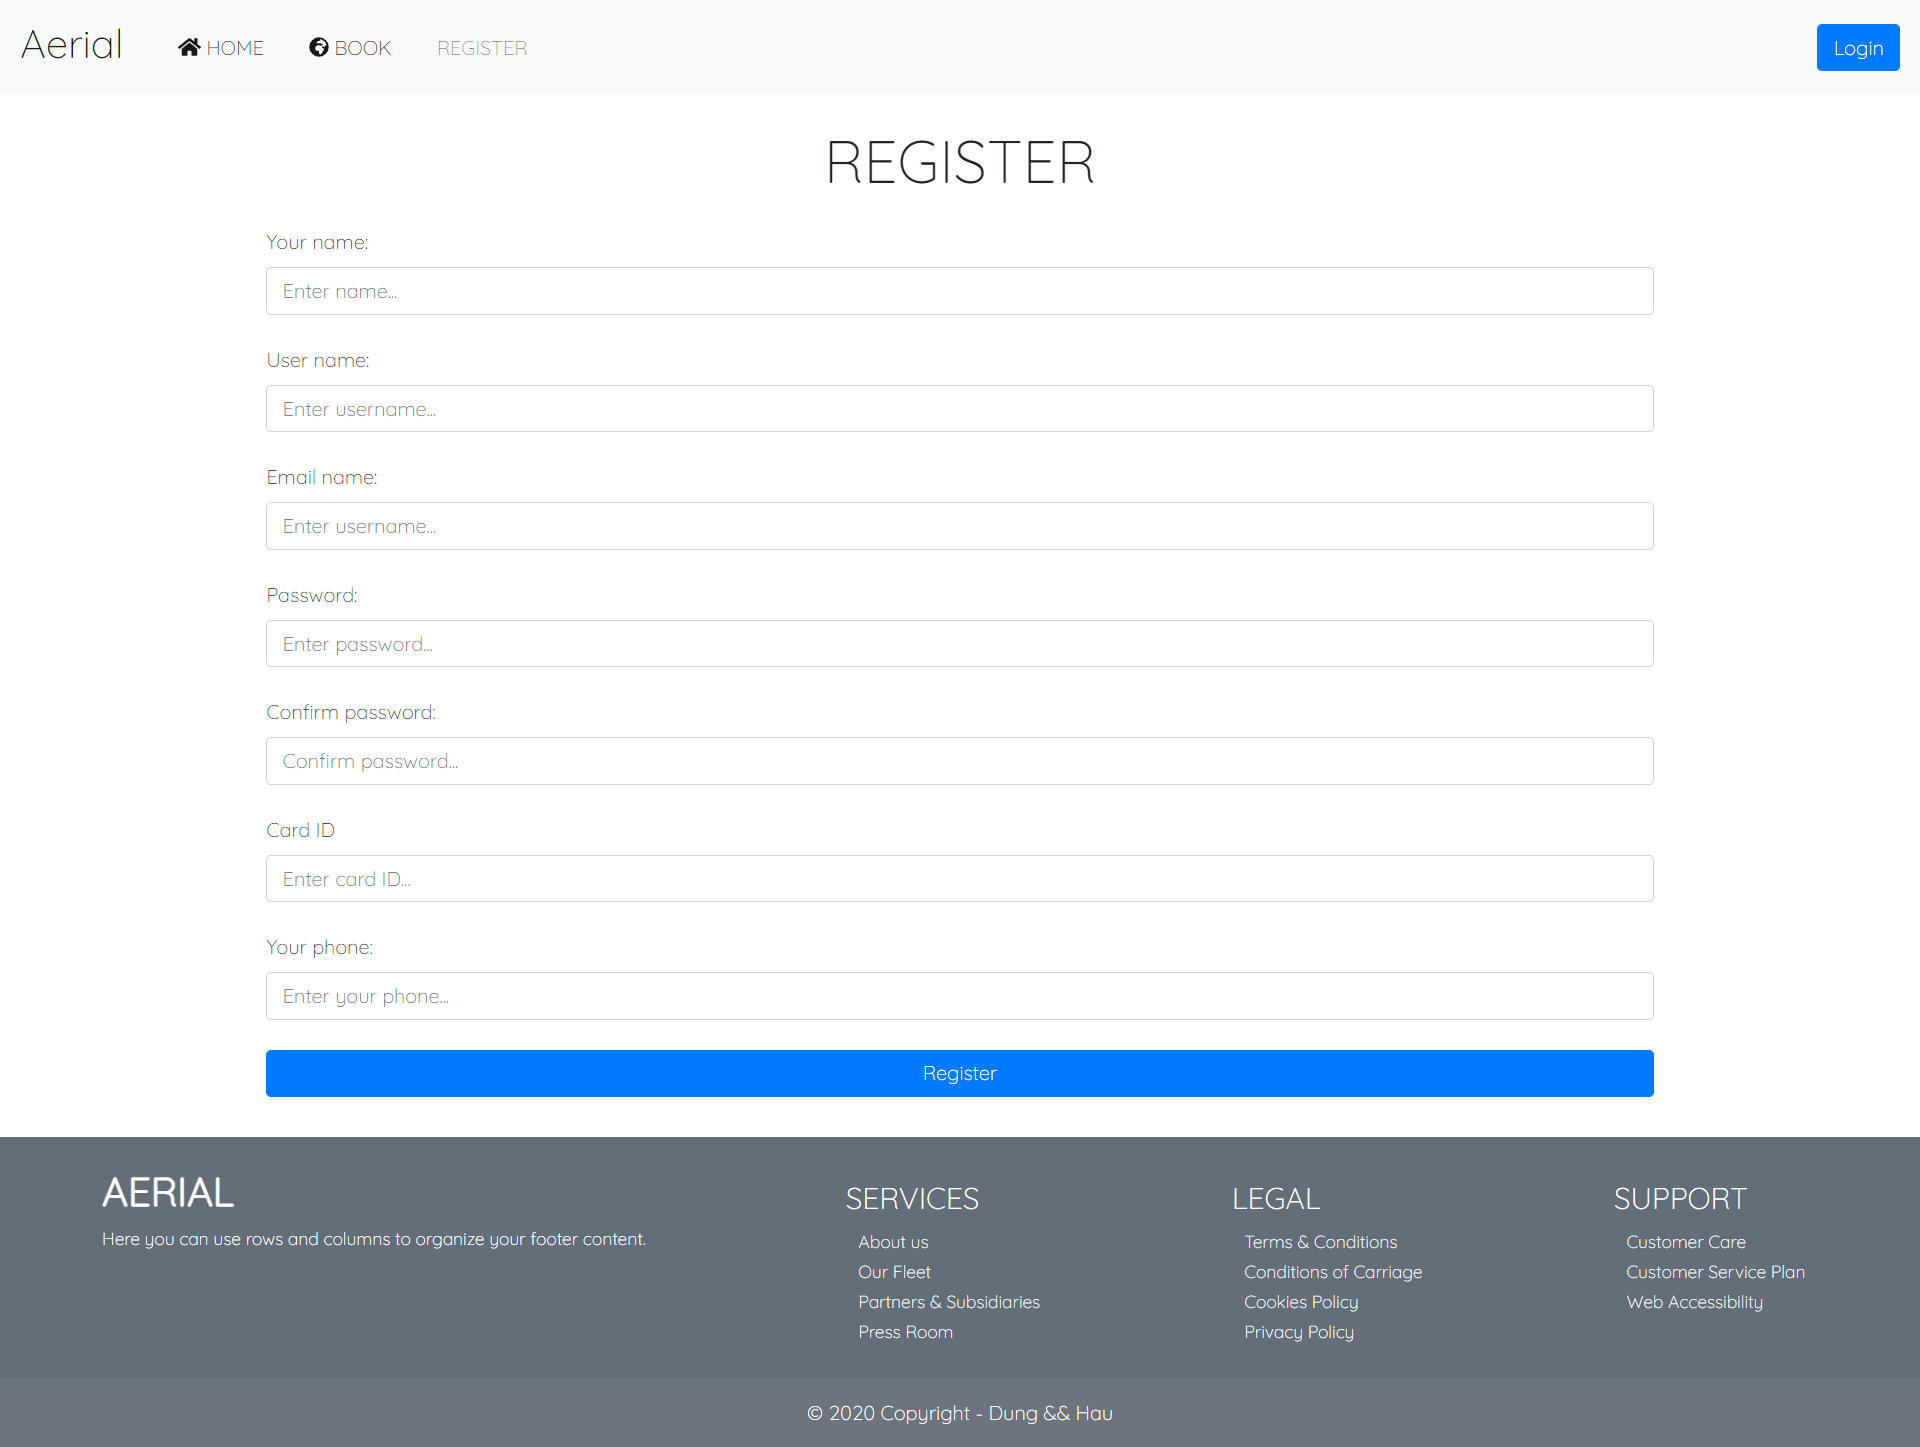 Aerial HOME BOOK REGISTER Login
REGISTER
Your name:
Enter name...
User name:
Enter username...
Email name:
Enter username...
Password:
Enter password...
Confirm password:
Confirm password...
Card ID
Enter card ID...
Your phone:
Enter your phone...
Register
AERIAL
Here you can use rows and columns to organize your footer content.
SERVICES
About us
Our Fleet
Partners & Subsidiaries
Press Room
LEGAL
Terms & Conditions
Conditions of Carriage
Cookies Policy
Privacy Policy
SUPPORT
Customer Care
Customer Service Plan
Web Accessibility
© 2020 Copyright - Dung && Hau